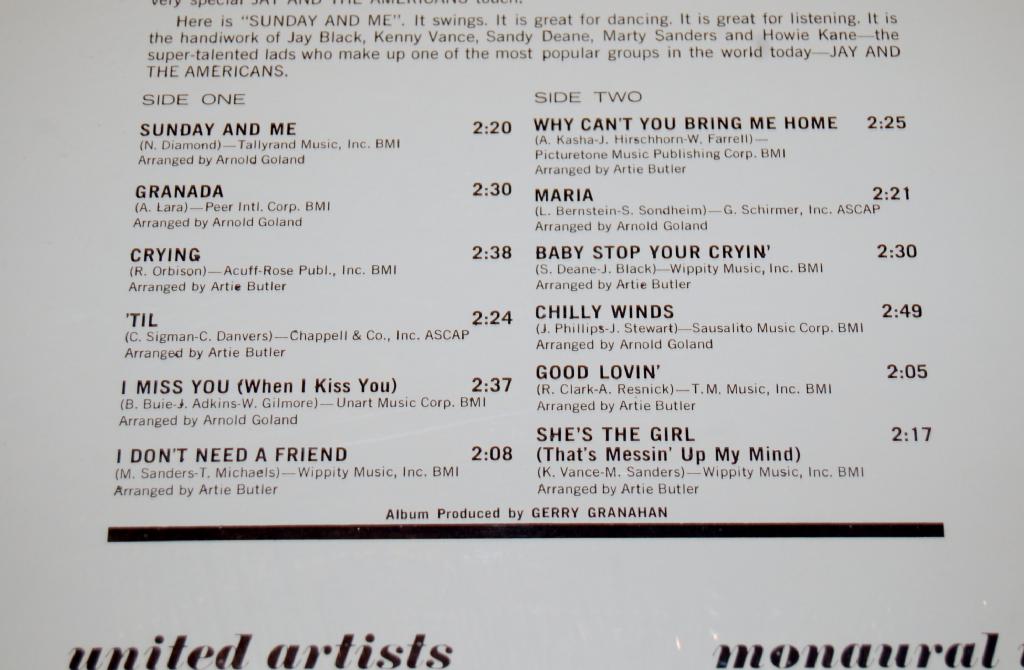 very special JAY AND THE AMERICANS touch.
Here is "SUNDAY AND ME". It swings. It is great for dancing. It is great for listening. It is
the handiwork of Jay Black, Kenny Vance, Sandy Deane, Marty Sanders and Howie Kane—the
super-talented lads who make up one of the most popular groups in the world today—JAY AND
THE AMERICANS.
SIDE ONE
SUNDAY AND ME 2:20
(N. Diamond)—Tallyrand Music, Inc. BMI
Arranged by Arnold Goland
GRANADA 2:30
(A. Lara)—Peer Intl. Corp. BMI
Arranged by Arnold Goland
CRYING 2:38
(R. Orbison)—Acuff-Rose Publ., Inc. BMI
Arranged by Artie Butler
'TIL 2:24
(C. Sigman-C. Danvers)—Chappell & Co., Inc. ASCAP
Arranged by Artie Butler
I MISS YOU (When I Kiss You) 2:37
(B. Buie-J. Adkins-W. Gilmore)—Unart Music Corp. BMI
Arranged by Arnold Goland
I DON'T NEED A FRIEND 2:08
(M. Sanders-T. Michaels)—Wippity Music, Inc. BMI
Arranged by Artie Butler
SIDE TWO
WHY CAN'T YOU BRING ME HOME 2:25
(A. Kasha-J. Hirschhorn-W. Farrell)—
Picturetone Music Publishing Corp. BMI
Arranged by Artie Butler
MARIA 2:21
(L. Bernstein-S. Sondheim)—G. Schirmer, Inc. ASCAP
Arranged by Arnold Goland
BABY STOP YOUR CRYIN' 2:30
(S. Deane-J. Black)—Wippity Music, Inc. BMI
Arranged by Artie Butler
CHILLY WINDS 2:49
(J. Phillips-J. Stewart)—Sausalito Music Corp. BMI
Arranged by Arnold Goland
GOOD LOVIN' 2:05
(R. Clark-A. Resnick)—T.M. Music, Inc. BMI
Arranged by Artie Butler
SHE'S THE GIRL 2:17
(That's Messin' Up My Mind)
(K. Vance-M. Sanders)—Wippity Music, Inc. BMI
Arranged by Artie Butler
Album Produced by GERRY GRANAHAN
united artists monaural